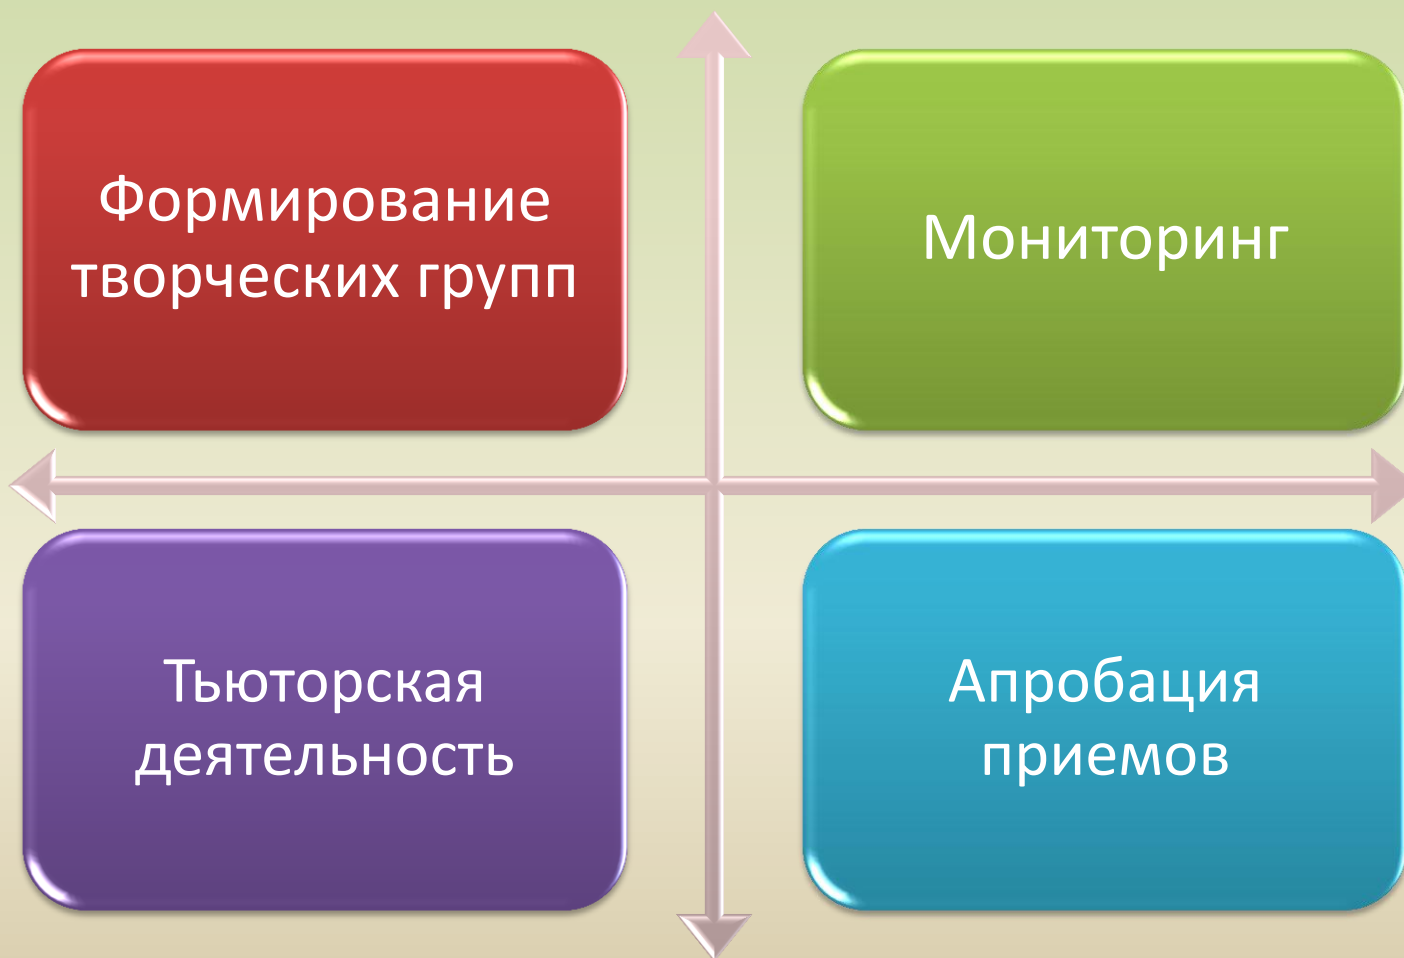 Формирование
творческих групп
Мониторинг
Тьюторская
деятельность
Апробация
приемов